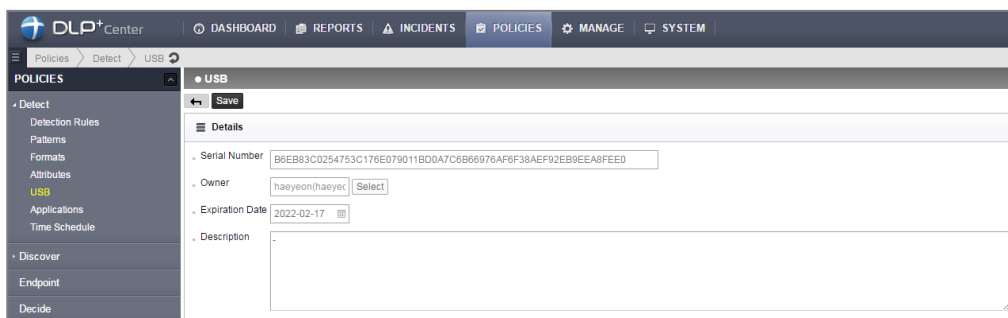 DLP+Center DASHBOARD REPORTS INCIDENTS POLICIES MANAGE SYSTEM
Policies Detect USB
POLICIES
USB
Detect
Save
Detection Rules
Details
Patterns
Formats
Serial Number B6EB83C0254753C176E079011BD0A7C6B66976AF6F38AEF92EB9EEA8FEE0
Attributes
Owner haeyeon(haeyec Select
USB
Applications
Expiration Date 2022-02-17
Time Schedule
Description -
Discover
Endpoint
Decide